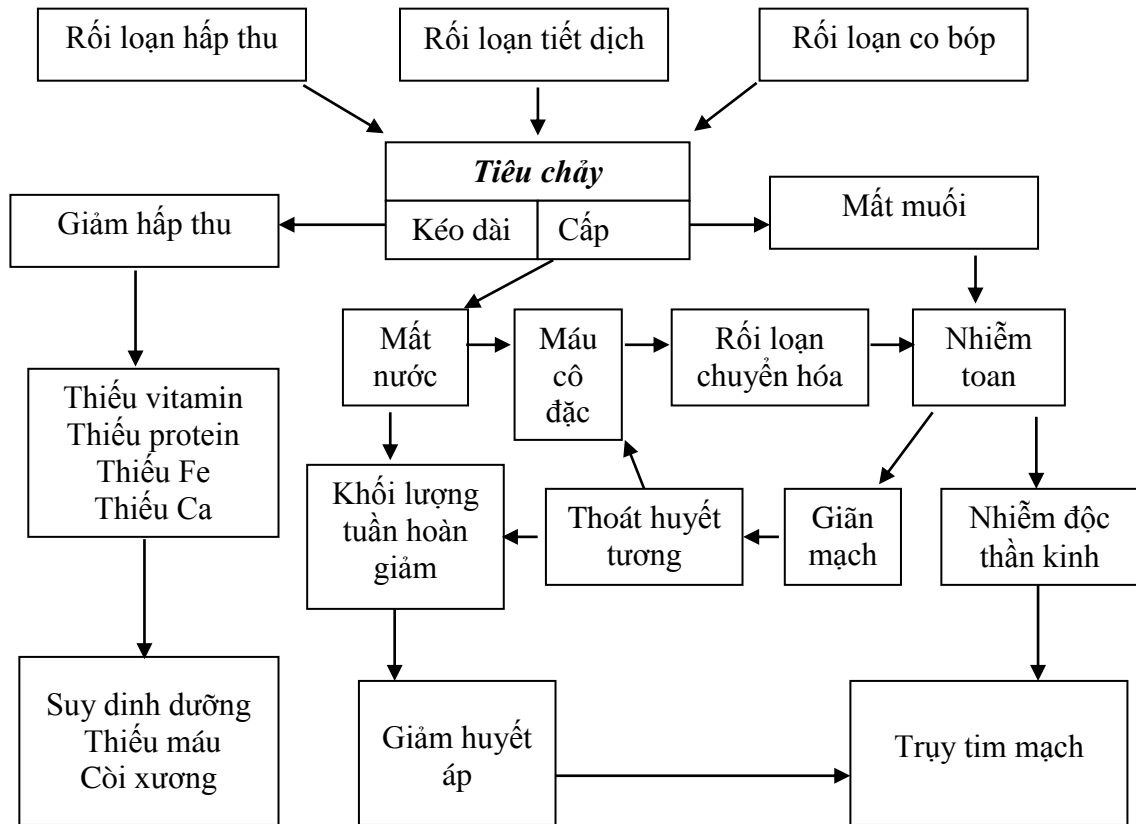 Rối loạn hấp thu
Rối loạn tiết dịch
Rối loạn co bóp
Tiêu chảy
Kéo dài
Cấp
Giảm hấp thu
Mất muối
Mất
nước
Máu
cô
đặc
Rối loạn
chuyển hóa
Nhiễm
toan
Thiếu vitamin
Thiếu protein
Thiếu Fe
Thiếu Ca
Khối lượng
tuần hoàn
giảm
Thoát huyết
tương
Giãn
mạch
Nhiễm độc
thần kinh
Suy dinh dưỡng
Thiếu máu
Còi xương
Giảm huyết
áp
Trụy tim mạch